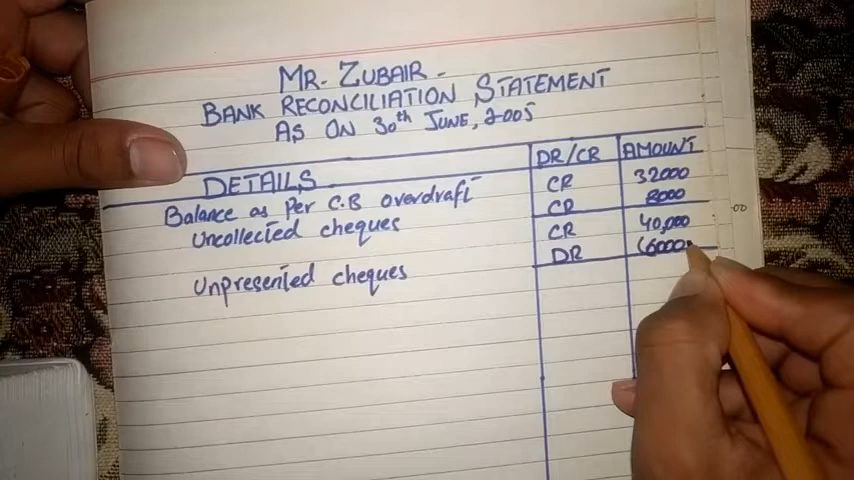 MR. ZUBAIR.
BANK RECONCILIATION STATEMENT
AS ON 30th JUNE, 2005
DETAILS DR/CR AMOUNT
Balance as Per C.B overdraft CR 32000
Uncollected cheques CR 8000
CR 40,000
Unpresented cheques DR (6000